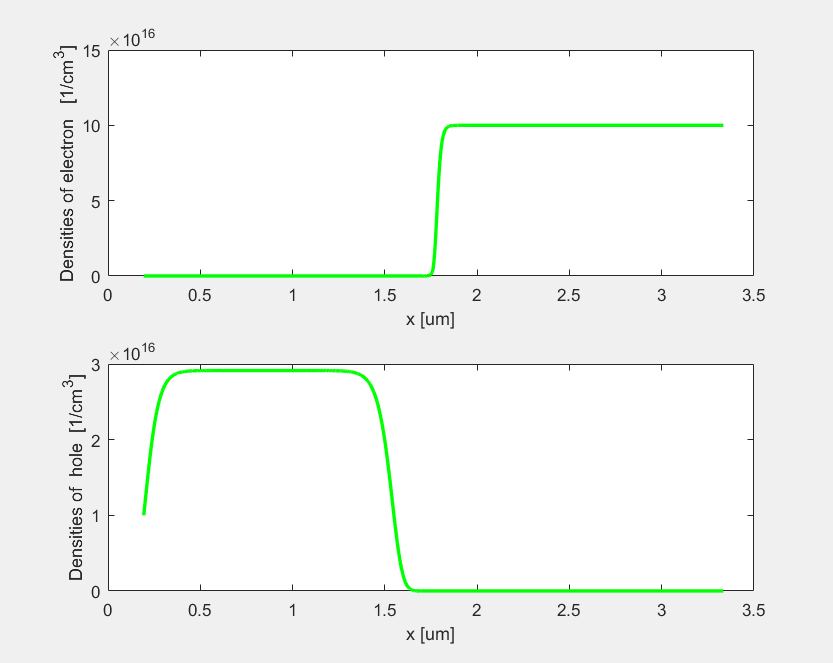 ×10^16
15
10
5
0
Densities of electron [1/cm^3]
0 0.5 1 1.5 2 2.5 3 3.5
x [um]
×10^16
3
2
1
0
Densities of hole [1/cm^3]
0 0.5 1 1.5 2 2.5 3 3.5
x [um]